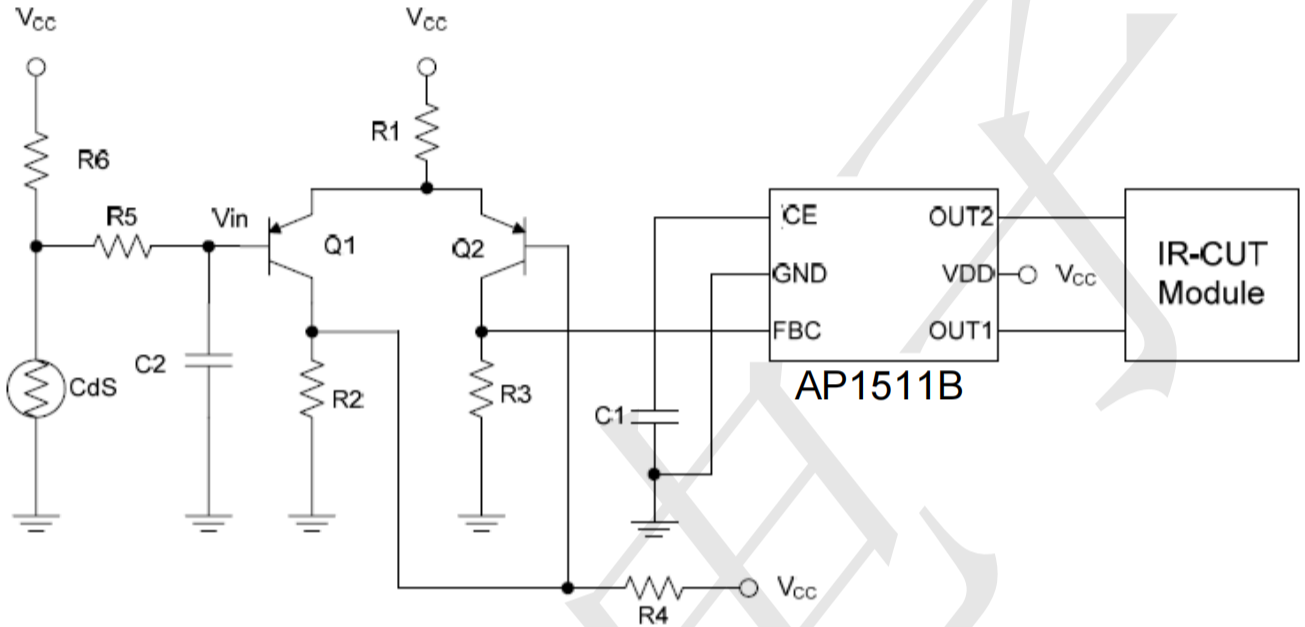 VCC
VCC
R1
R6
R5
Vin
Q1
Q2
CE
OUT2
GND
VDD
VCC
IR-CUT
Module
FBC
OUT1
AP1511B
CdS
C2
R2
R3
C1
R4
VCC